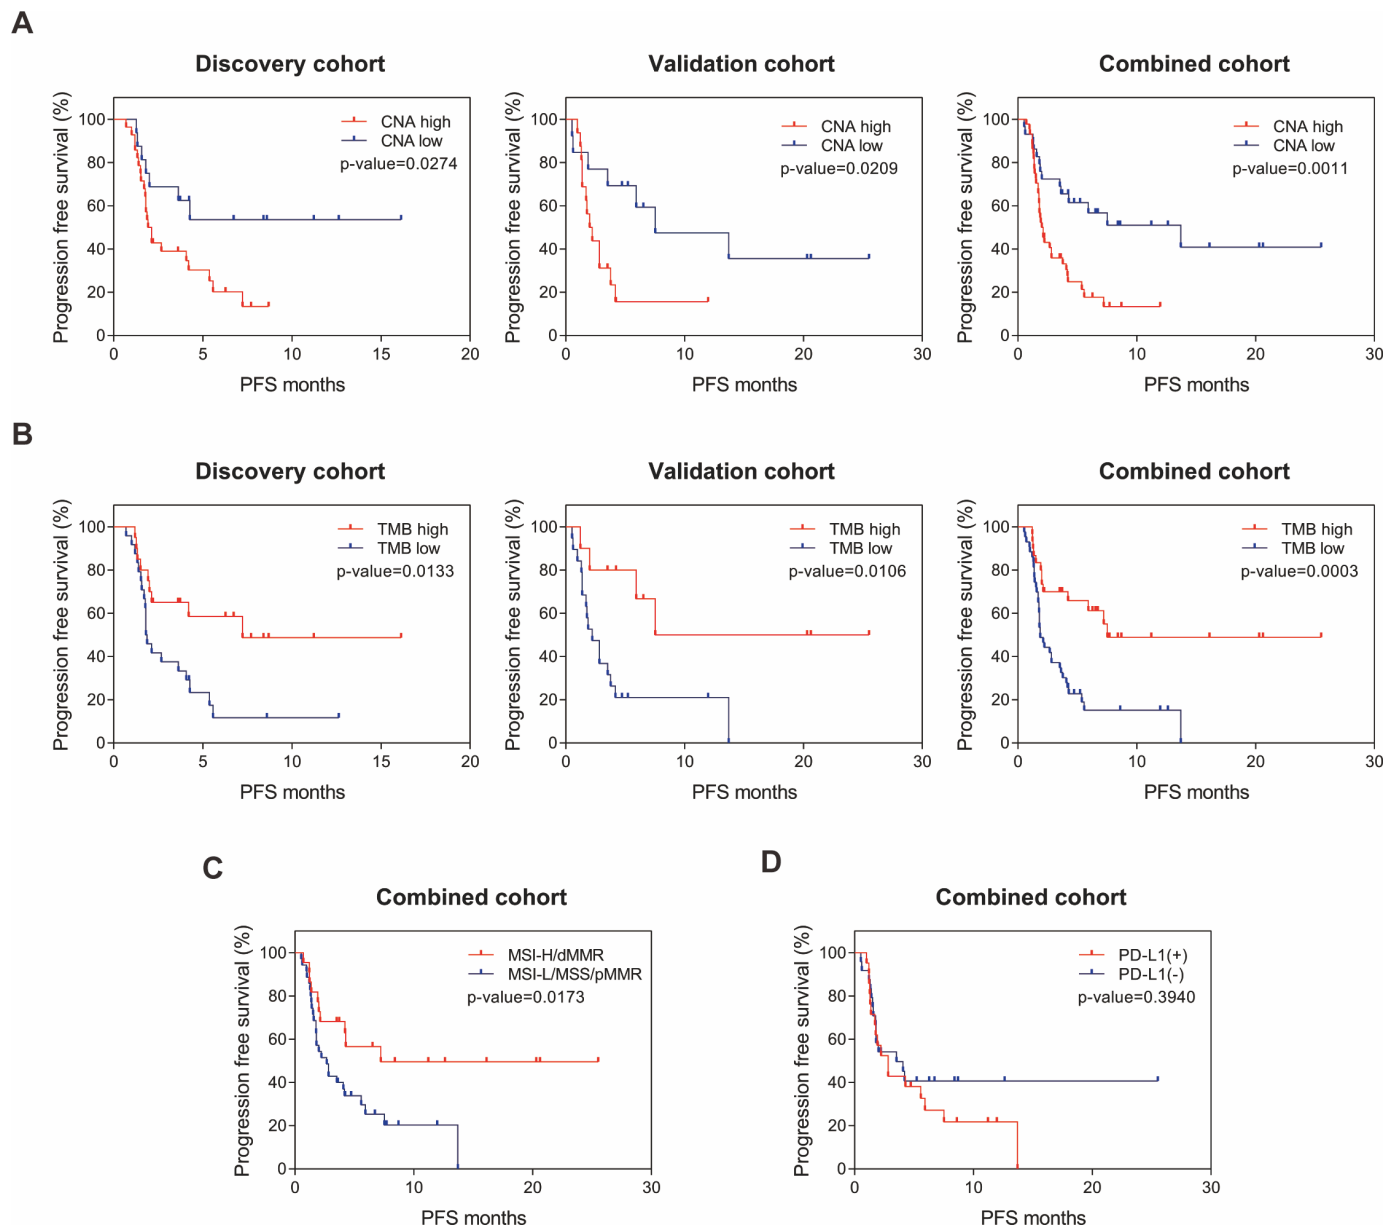 A
Discovery cohort
Progression free survival (%)
100
80
60
40
20
0
CNA high
CNA low
p-value=0.0274
0 5 10 15 20
PFS months
Validation cohort
Progression free survival (%)
100
80
60
40
20
0
CNA high
CNA low
p-value=0.0209
0 10 20 30
PFS months
Combined cohort
Progression free survival (%)
100
80
60
40
20
0
CNA high
CNA low
p-value=0.0011
0 10 20 30
PFS months
B
Discovery cohort
Progression free survival (%)
100
80
60
40
20
0
TMB high
TMB low
p-value=0.0133
0 5 10 15 20
PFS months
Validation cohort
Progression free survival (%)
100
80
60
40
20
0
TMB high
TMB low
p-value=0.0106
0 10 20 30
PFS months
Combined cohort
Progression free survival (%)
100
80
60
40
20
0
TMB high
TMB low
p-value=0.0003
0 10 20 30
PFS months
C
Combined cohort
Progression free survival (%)
100
80
60
40
20
0
MSI-H/dMMR
MSI-L/MSS/pMMR
p-value=0.0173
0 10 20 30
PFS months
D
Combined cohort
Progression free survival (%)
100
80
60
40
20
0
PD-L1(+)
PD-L1(-)
p-value=0.3940
0 10 20 30
PFS months